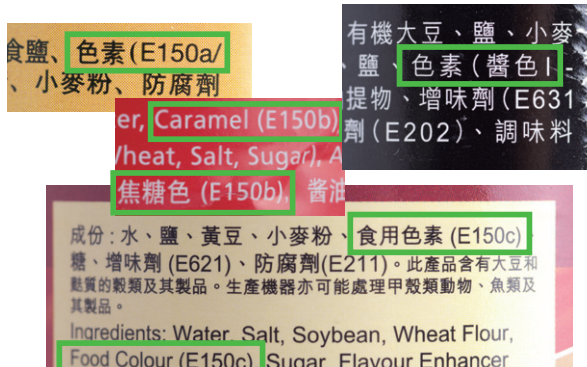 食鹽、色素(E150a/
、小麥粉、防腐劑
有機大豆、鹽、小麥
、鹽、色素(醬色I-
提物、增味劑(E631
劑(E202)、調味料
er, Caramel (E150b)
Wheat, Salt, Sugar), A
焦糖色 (E150b), 酱油
成份:水、鹽、黃豆、小麥粉、食用色素 (E150c)、
糖、增味劑 (E621)、防腐劑(E211)。此產品含有大豆和
麩質的穀類及其製品。生產機器亦可能處理甲殼類動物、魚類及
其製品。
Ingredients: Water, Salt, Soybean, Wheat Flour,
Food Colour (E150c), Sugar, Flavour Enhancer